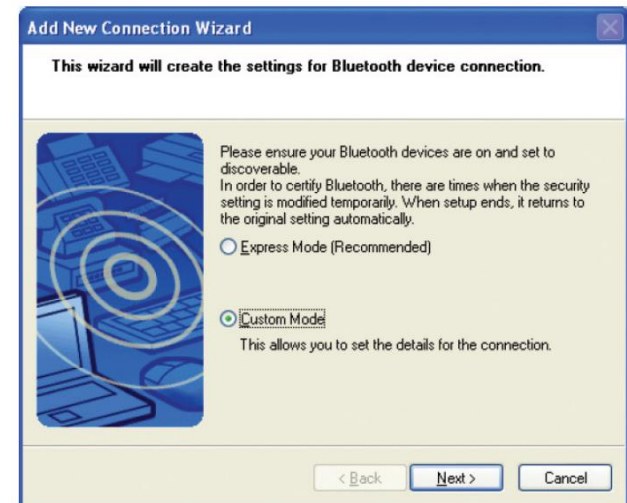 Add New Connection Wizard
This wizard will create the settings for Bluetooth device connection.
Please ensure your Bluetooth devices are on and set to
discoverable.
In order to certify Bluetooth, there are times when the security
setting is modified temporarily. When setup ends, it returns to
the original setting automatically.
Express Mode (Recommended)
Custom Mode
This allows you to set the details for the connection.
< Back Next > Cancel